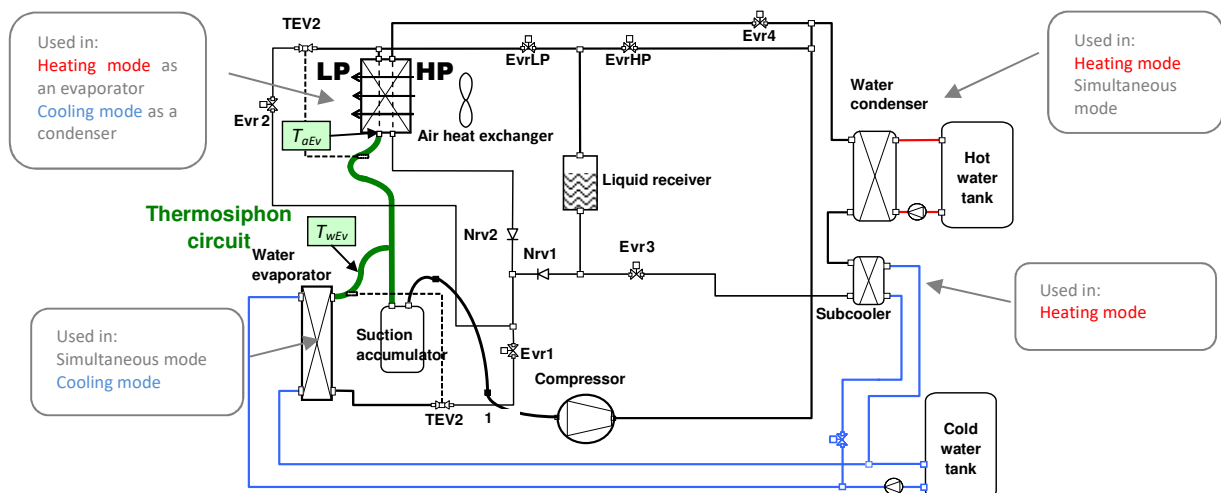 TEV2
Used in:
Heating mode as
an evaporator
Cooling mode as a
condenser
LP
HP
EvrLP
EvrHP
Evr4
Used in:
Heating mode
Simultaneous
mode
Water
condenser
Evr 2
TaEv
Air heat exchanger
Hot
water
tank
Liquid receiver
Thermosiphon
circuit
TwEv
Water
evaporator
Nrv2
Nrv1
Evr3
Used in:
Heating mode
Subcooler
Used in:
Simultaneous mode
Cooling mode
Suction
accumulator
Evr1
Compressor
TEV2
1
Cold
water
tank